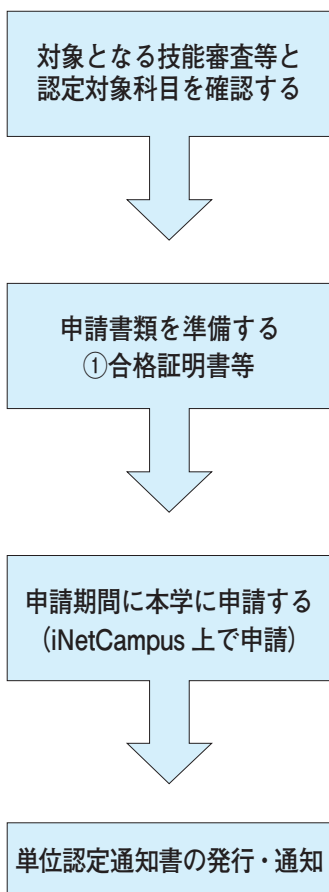 対象となる技能審査等と
認定対象科目を確認する
申請書類を準備する
①合格証明書等
申請期間に本学に申請する
(iNetCampus 上で申請)
単位認定通知書の発行・通知